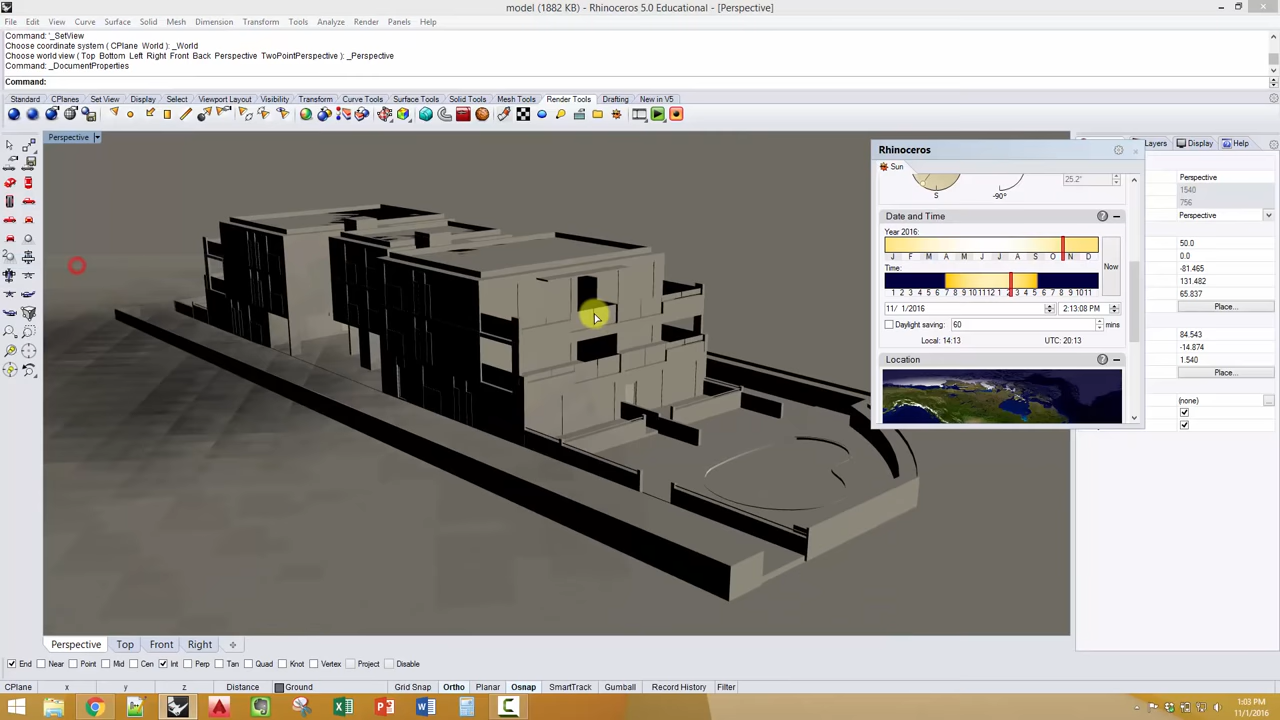 model (1882 KB) - Rhinoceros 5.0 Educational - [Perspective]
File Edit View Curve Surface Solid Mesh Dimension Transform Tools Analyze Render Panels Help
Command: '_SetView
Choose coordinate system ( CPlane World ): _World
Choose world view ( Top Bottom Left Right Front Back Perspective TwoPointPerspective ): _Perspective
Command: _DocumentProperties
Command:
Standard CPlanes Set View Display Select Viewport Layout Visibility Transform Curve Tools Surface Tools Solid Tools Mesh Tools Render Tools Drafting New in V5
Perspective
Rhinoceros
Layers Display Help
Sun
Perspective
S -90° 25.2°
1540
756
Date and Time
Perspective
Year 2016:
J F M A M J J A S O N D
Now
50.0
0.0
Time:
-81.465
1 2 3 4 5 6 7 8 9 10 11 12 1 2 3 4 5 6 7 8 9 10 11
131.482
65.837
11/ 1/2016 2:13:08 PM
Place...
Daylight saving: 60 mins
Local: 14:13 UTC: 20:13
84.543
-14.874
Location
1.540
Place...
(none) ...
Perspective Top Front Right
End Near Point Mid Cen Int Perp Tan Quad Knot Vertex Project Disable
CPlane x y z Distance Ground Grid Snap Ortho Planar Osnap SmartTrack Gumball Record History Filter
1:03 PM
11/1/2016